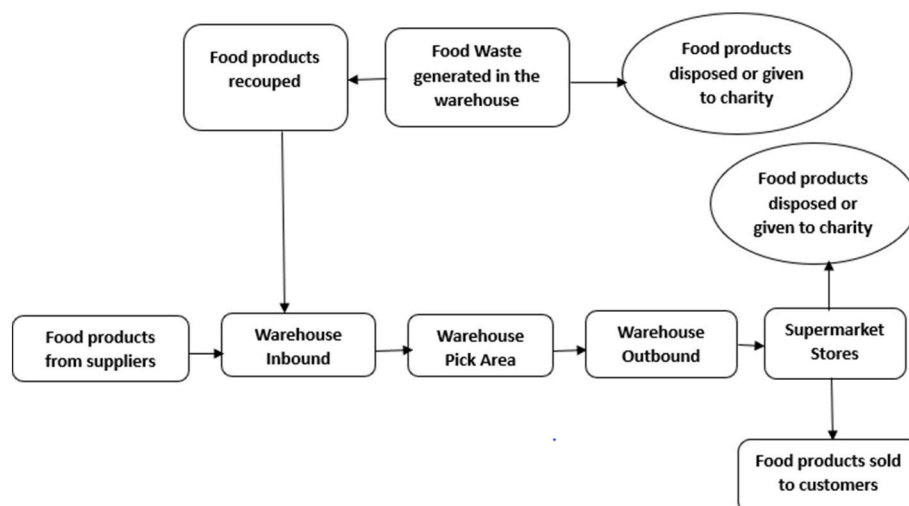 Food products
recouped
Food Waste
generated in the
warehouse
Food products
disposed or given
to charity
Food products
disposed or
given to charity
Food products
from suppliers
Warehouse
Inbound
Warehouse
Pick Area
Warehouse
Outbound
Supermarket
Stores
Food products sold
to customers